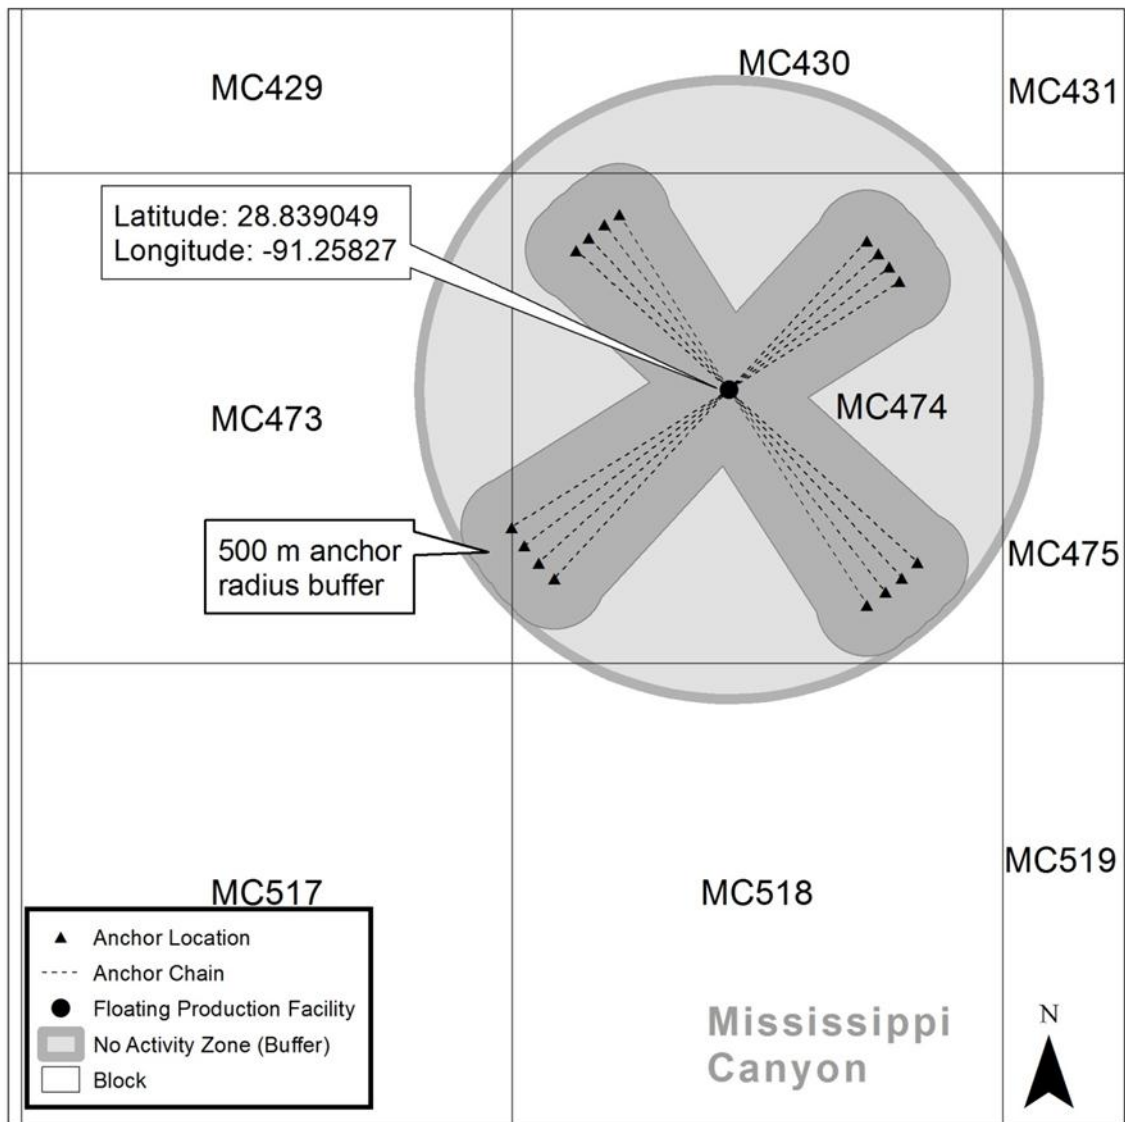 MC429
MC430
MC431
Latitude: 28.839049
Longitude: -91.25827
MC473
MC474
500 m anchor
radius buffer
MC475
MC517
MC518
MC519
Anchor Location
Anchor Chain
Floating Production Facility
No Activity Zone (Buffer)
Block
Mississippi
Canyon
N